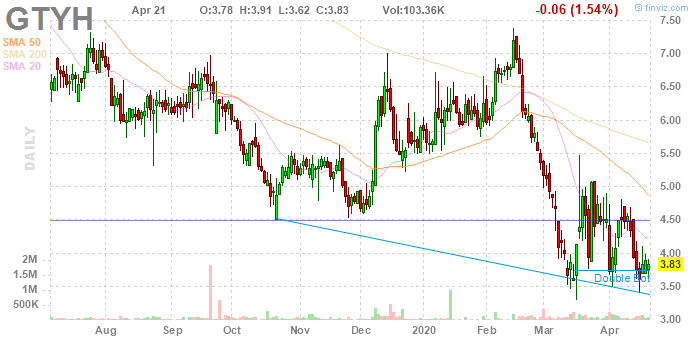 GTYH Apr 21 O:3.78 H:3.91 L:3.62 C:3.83 Vol:103.36K -0.06 (1.54%) © finviz.com
SMA 50
SMA 200
SMA 20
DAILY
7.50
7.00
6.50
6.00
5.50
5.00
4.50
4.00
3.83
3.50
3.00
2M
1M
1M
500K
Double Bot
Aug Sep Oct Nov Dec 2020 Feb Mar Apr